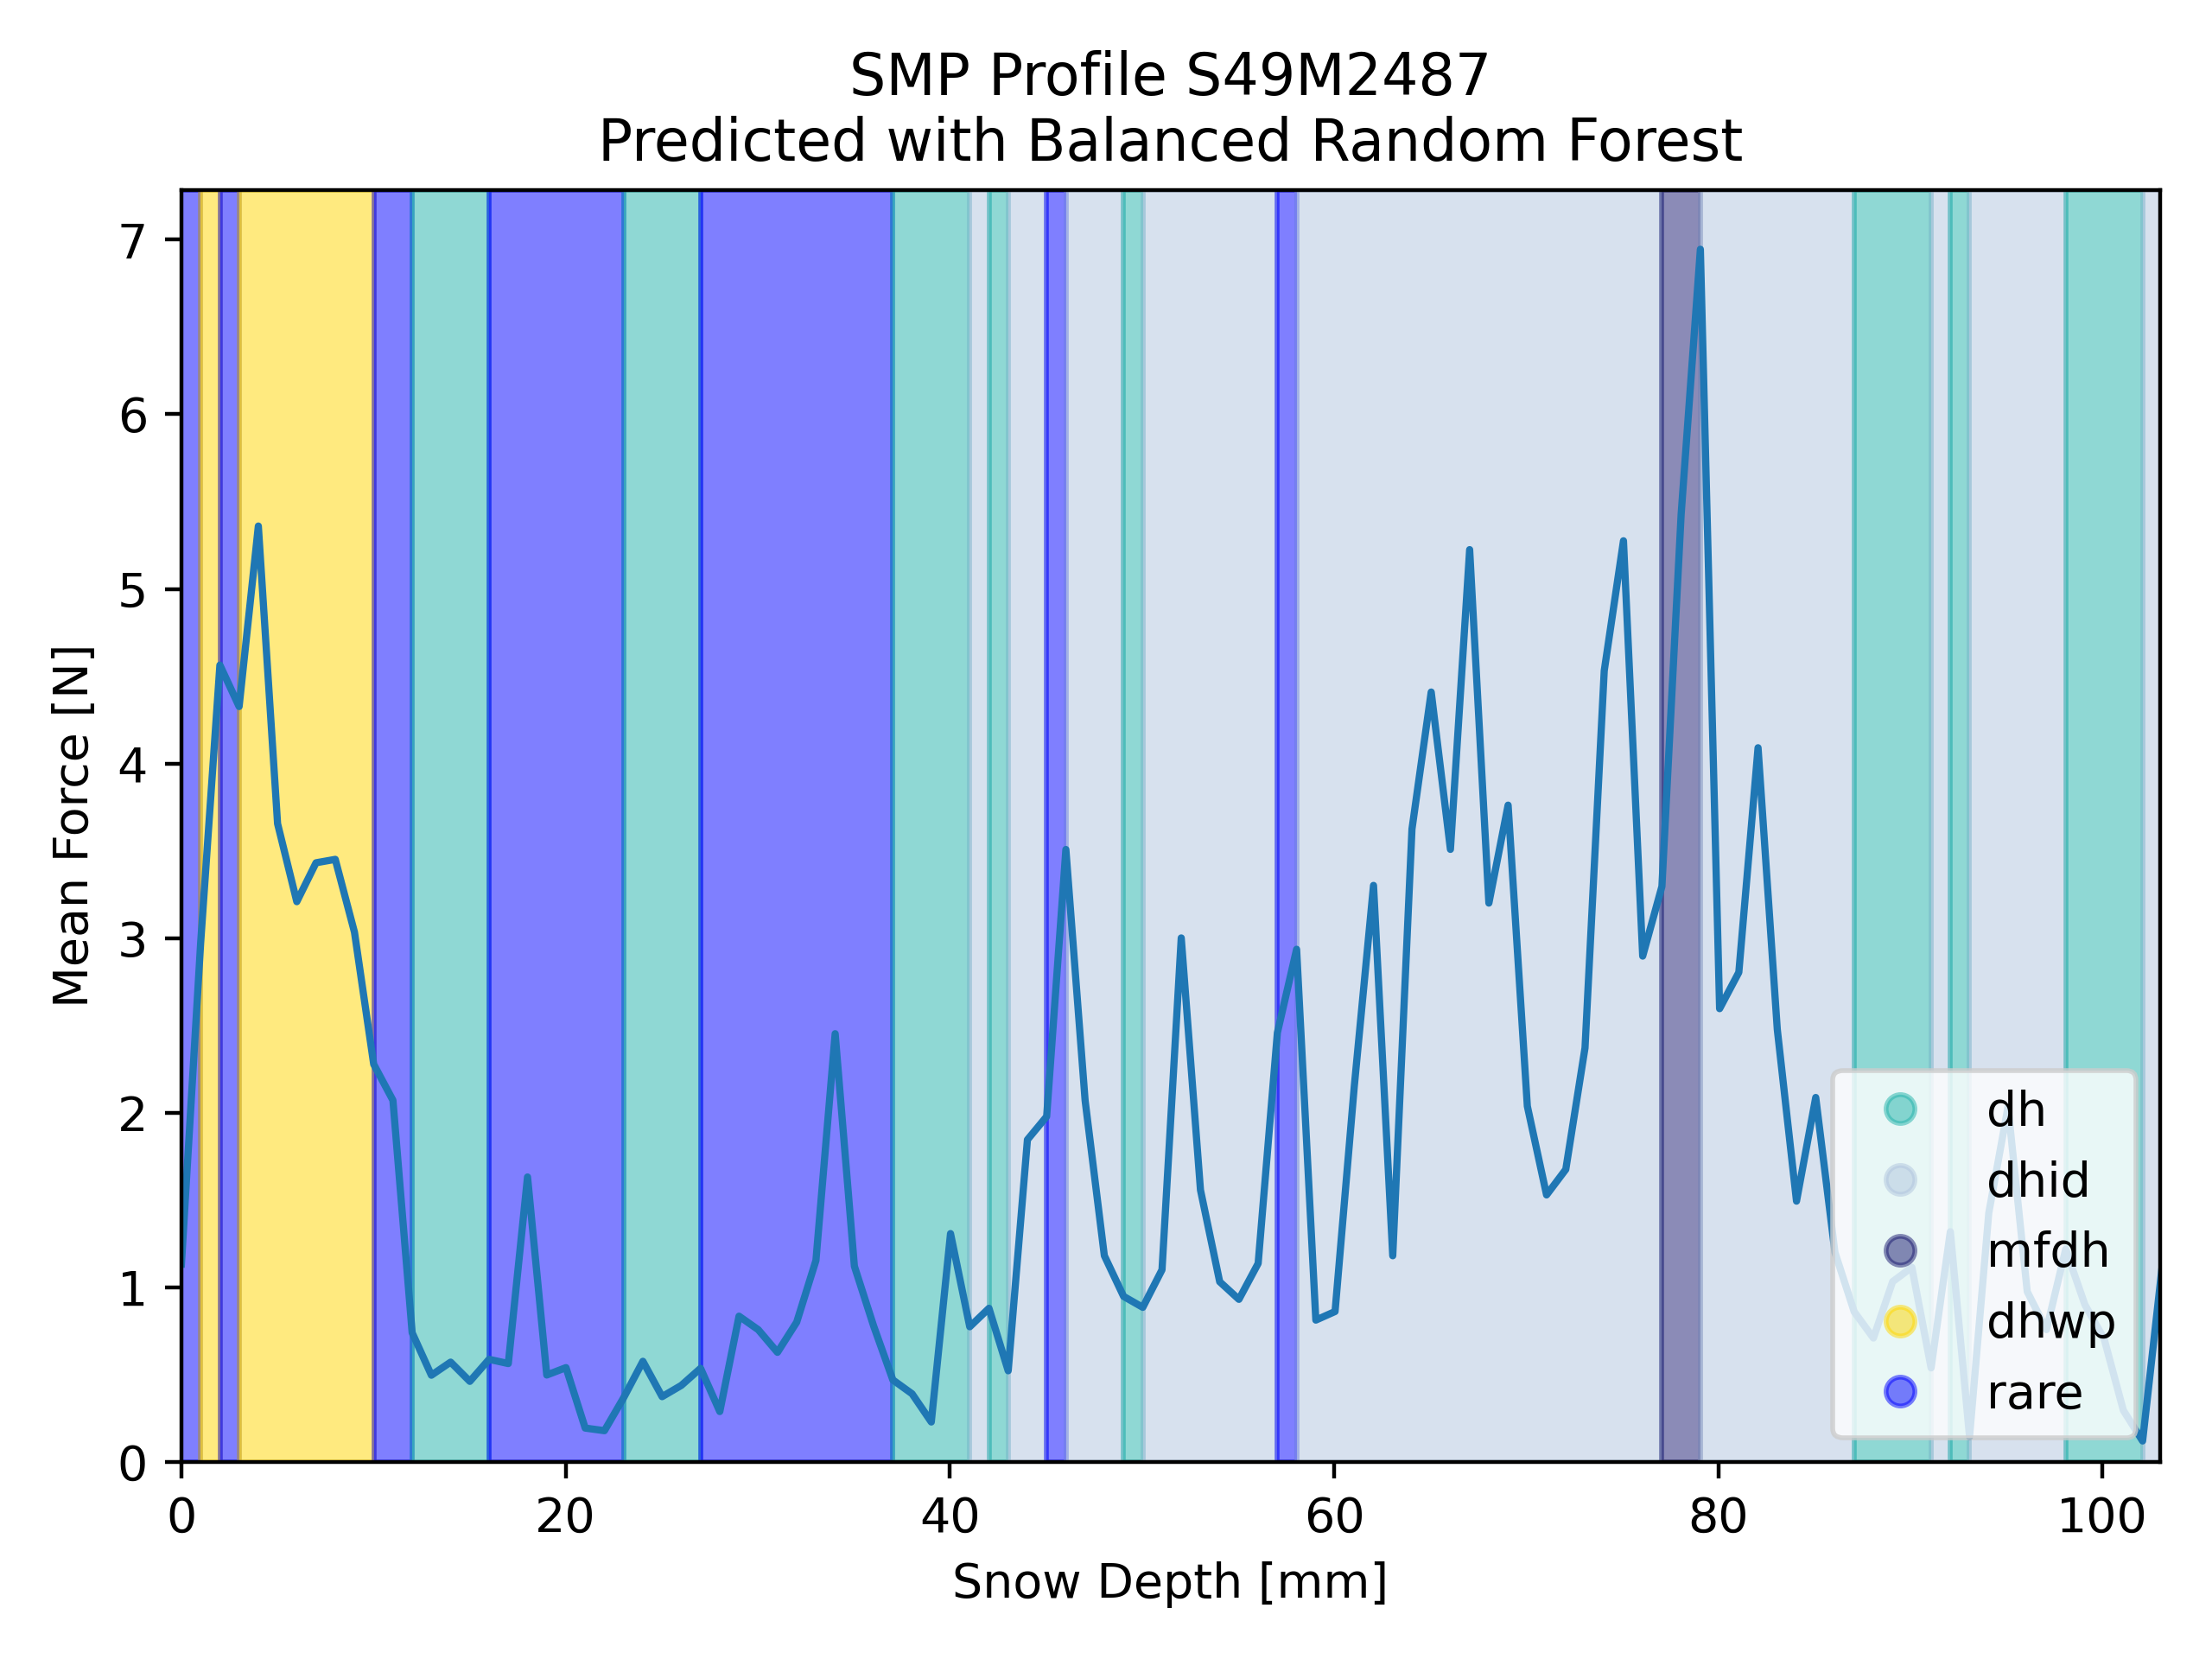 SMP Profile S49M2487
Predicted with Balanced Random Forest
Mean Force [N]
7
6
5
4
3
2
1
0
0 20 40 60 80 100
Snow Depth [mm]
dh
dhid
mfdh
dhwp
rare